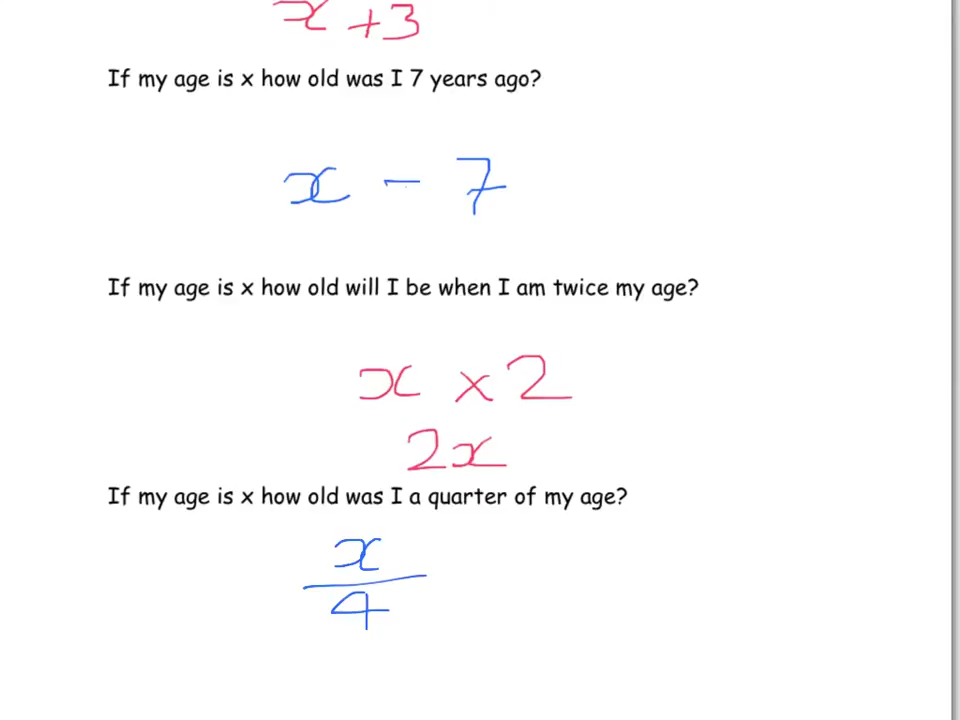 x + 3
If my age is x how old was I 7 years ago?
x - 7
If my age is x how old will I be when I am twice my age?
x × 2
2x
If my age is x how old was I a quarter of my age?
x
4